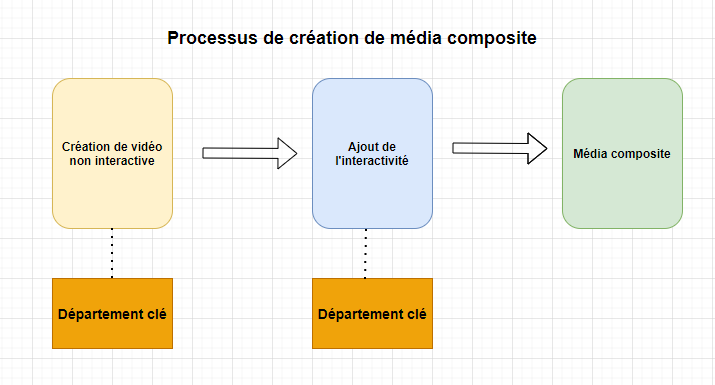 Processus de création de média composite
Création de vidéo
non interactive
Ajout de
l'interactivité
Média composite
Département clé
Département clé